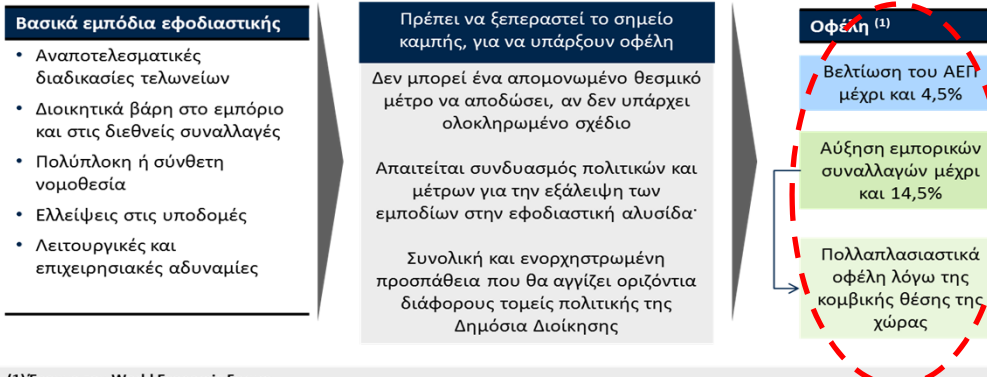 Βασικά εμπόδια εφοδιαστικής
• Αναποτελεσματικές
διαδικασίες τελωνείων
• Διοικητικά βάρη στο εμπόριο
και στις διεθνείς συναλλαγές
• Πολύπλοκη ή σύνθετη
νομοθεσία
• Ελλείψεις στις υποδομές
• Λειτουργικές και
επιχειρησιακές αδυναμίες
Πρέπει να ξεπεραστεί το σημείο
καμπής, για να υπάρξουν οφέλη
Δεν μπορεί ένα απομονωμένο θεσμικό
μέτρο να αποδώσει, αν δεν υπάρχει
ολοκληρωμένο σχέδιο
Απαιτείται συνδυασμός πολιτικών και
μέτρων για την εξάλειψη των
εμποδίων στην εφοδιαστική αλυσίδα·
Συνολική και ενορχηστρωμένη
προσπάθεια που θα αγγίζει οριζόντια
διάφορους τομείς πολιτικής της
Δημόσια Διοίκησης
Οφέλη (1)
Βελτίωση του ΑΕΠ
μέχρι και 4,5%
Αύξηση εμπορικών
συναλλαγών μέχρι
και 14,5%
Πολλαπλασιαστικά
οφέλη λόγω της
κομβικής θέσης της
χώρας